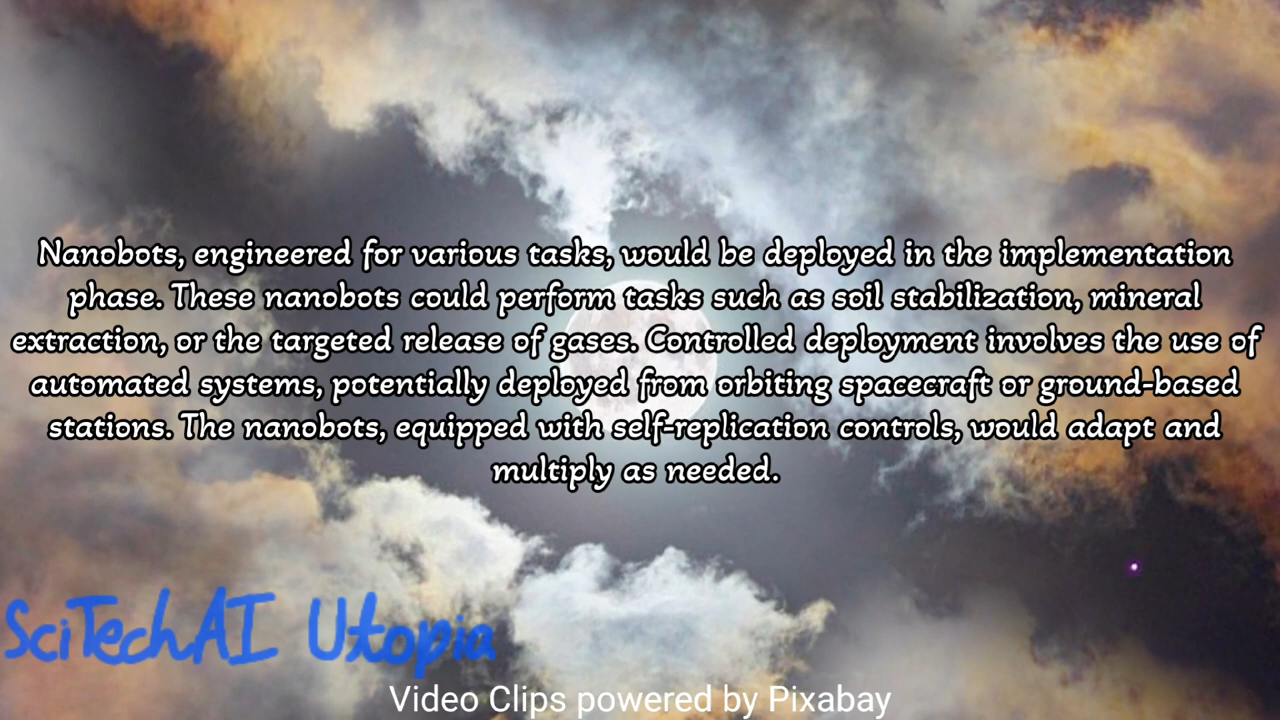 Nanobots, engineered for various tasks, would be deployed in the implementation
phase. These nanobots could perform tasks such as soil stabilization, mineral
extraction, or the targeted release of gases. Controlled deployment involves the use of
automated systems, potentially deployed from orbiting spacecraft or ground-based
stations. The nanobots, equipped with self-replication controls, would adapt and
multiply as needed.
SciTechAI Utopia
Video Clips powered by Pixabay